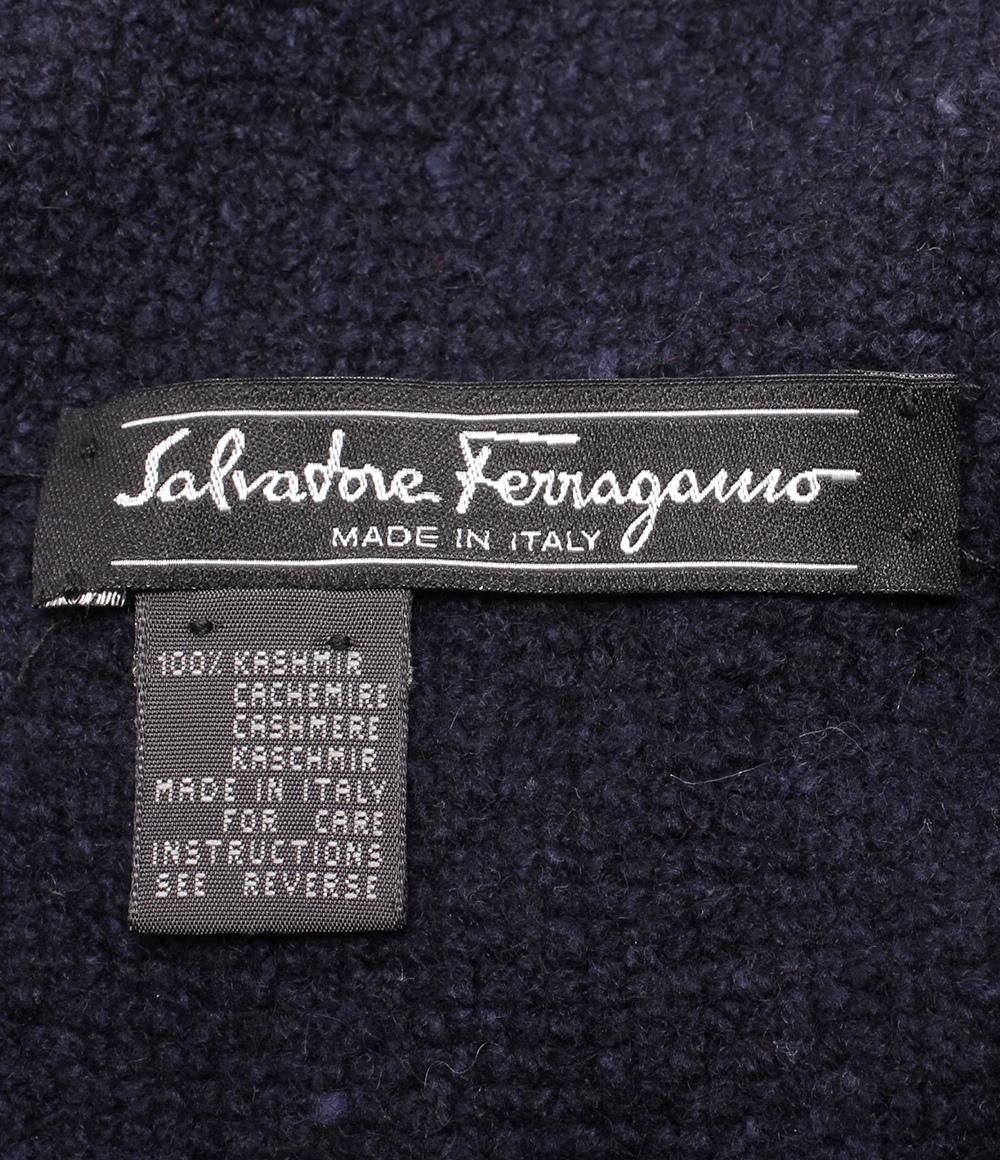 Salvatore Ferragamo
MADE IN ITALY
100% KASHMIR
CACHEMIRE
CASHMERE
KASCHMIR
MADE IN ITALY
FOR CARE
INSTRUCTIONS
SEE REVERSE